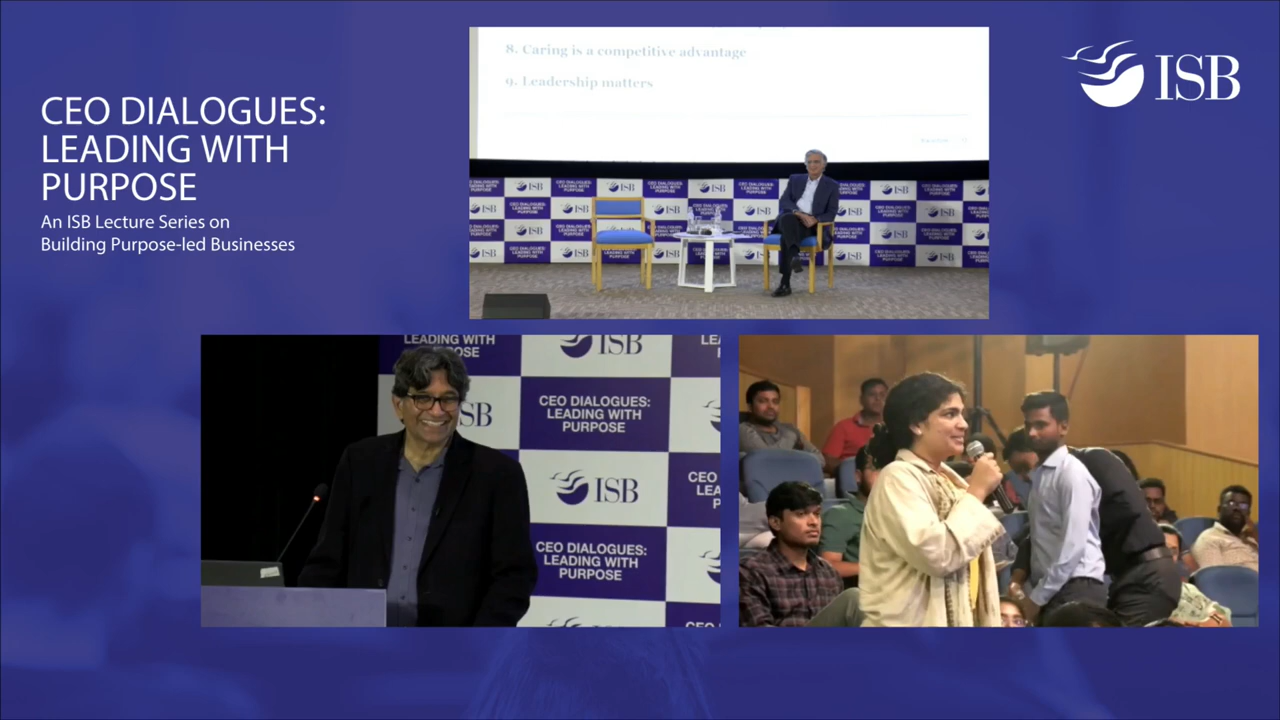 CEO DIALOGUES:
LEADING WITH
PURPOSE
An ISB Lecture Series on
Building Purpose-led Businesses
8. Caring is a competitive advantage
9. Leadership matters
ISB
LEADING WITH
PURPOSE
ISB
CEO DIALOGUES:
LEADING WITH
PURPOSE
ISB
CEO DIALOGUES:
LEADING WITH
PURPOSE